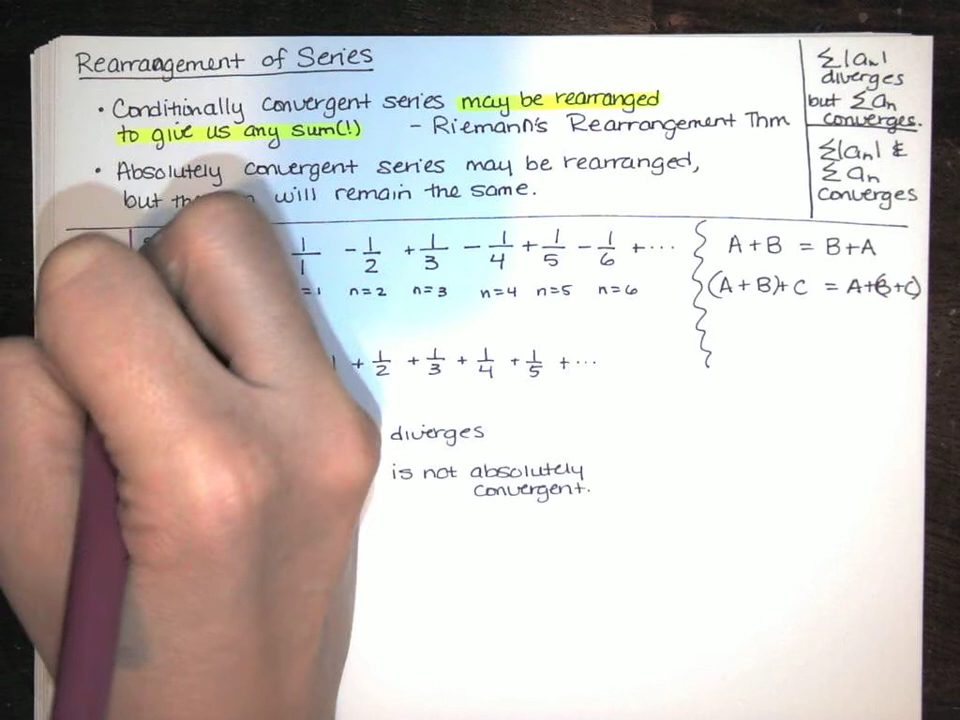 Rearrangement of Series
• Conditionally convergent series may be rearranged
to give us any sum(!) - Riemann's Rearrangement Thm
• Absolutely convergent series may be rearranged,
but will remain the same.
Σ|aₙ|
diverges
but Σaₙ
converges.
Σ|aₙ| &
Σaₙ
converges
1/1 - 1/2 + 1/3 - 1/4 + 1/5 - 1/6 + ...
=1 n=2 n=3 n=4 n=5 n=6
A+B = B+A
(A+B)+C = A+(B+C)
+ 1/2 + 1/3 + 1/4 + 1/5 + ...
diverges
is not absolutely
convergent.